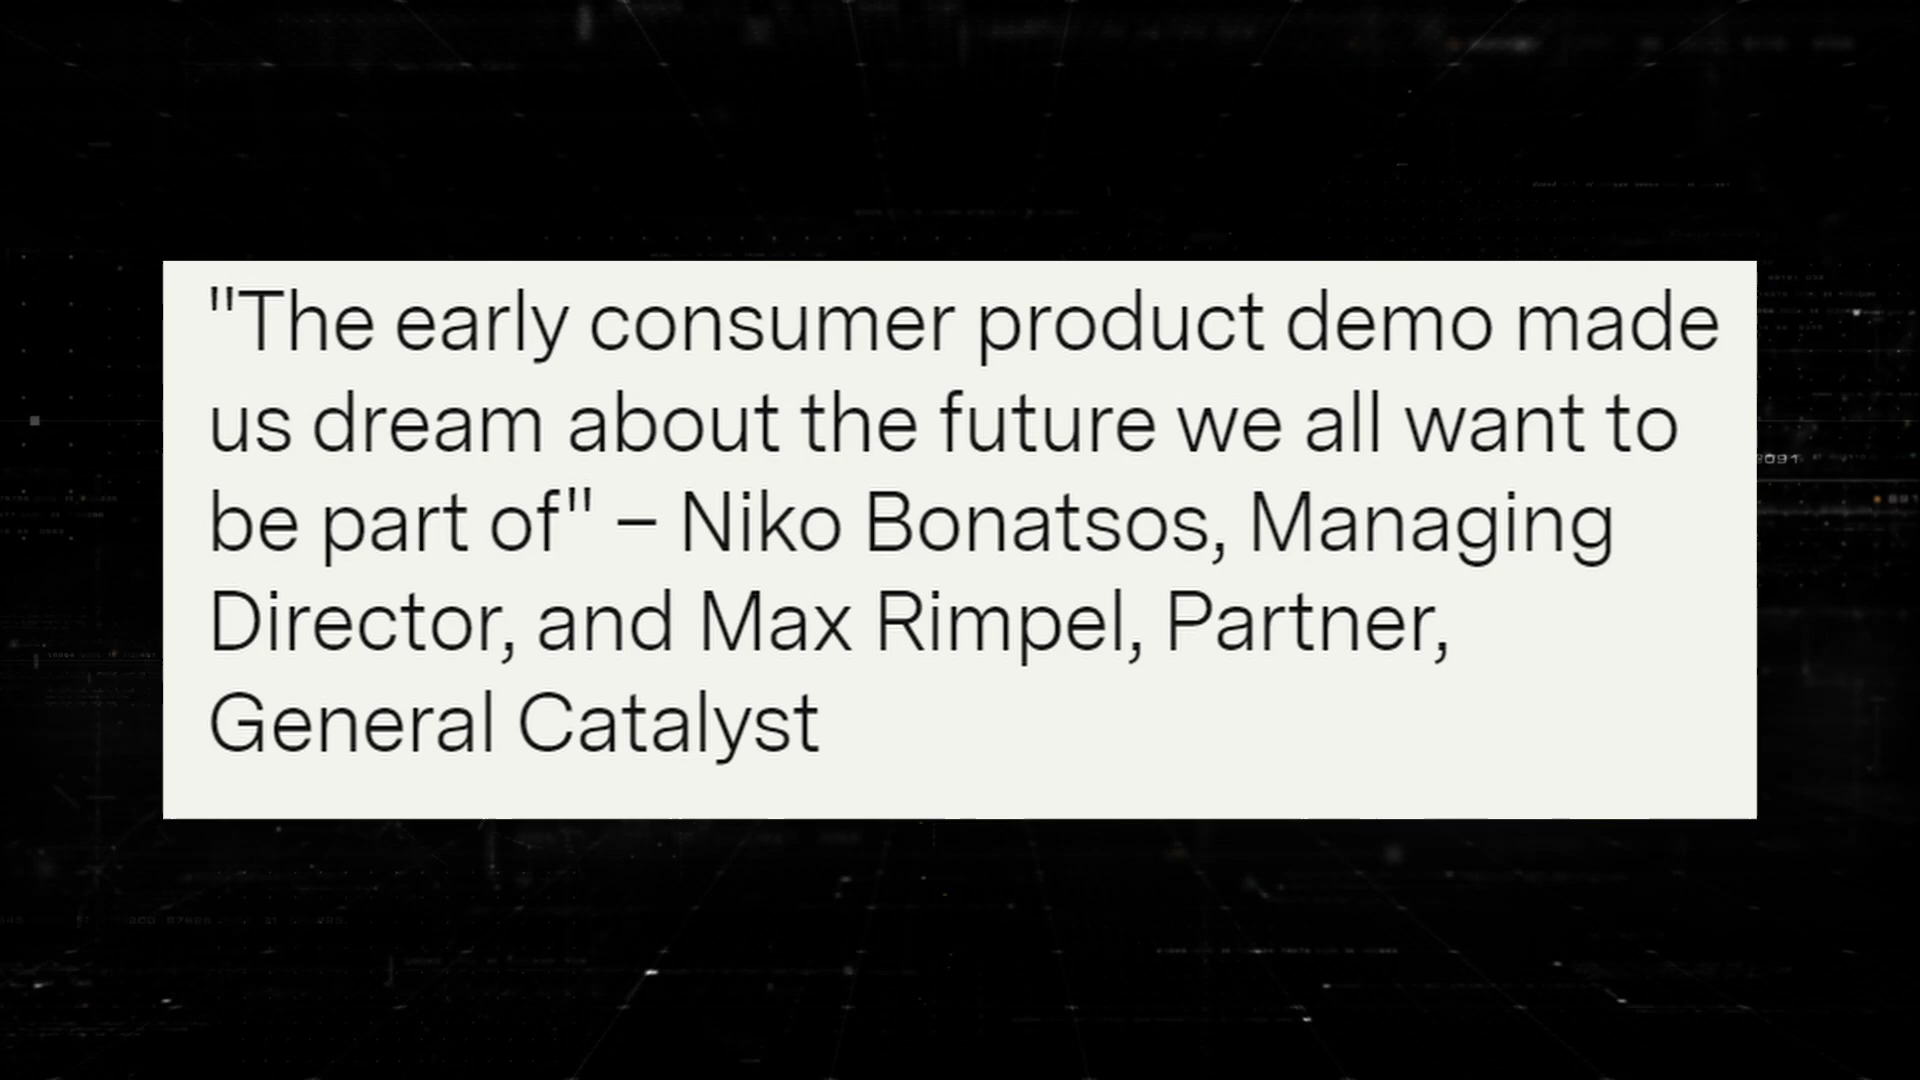 "The early consumer product demo made
us dream about the future we all want to
be part of" – Niko Bonatsos, Managing
Director, and Max Rimpel, Partner,
General Catalyst